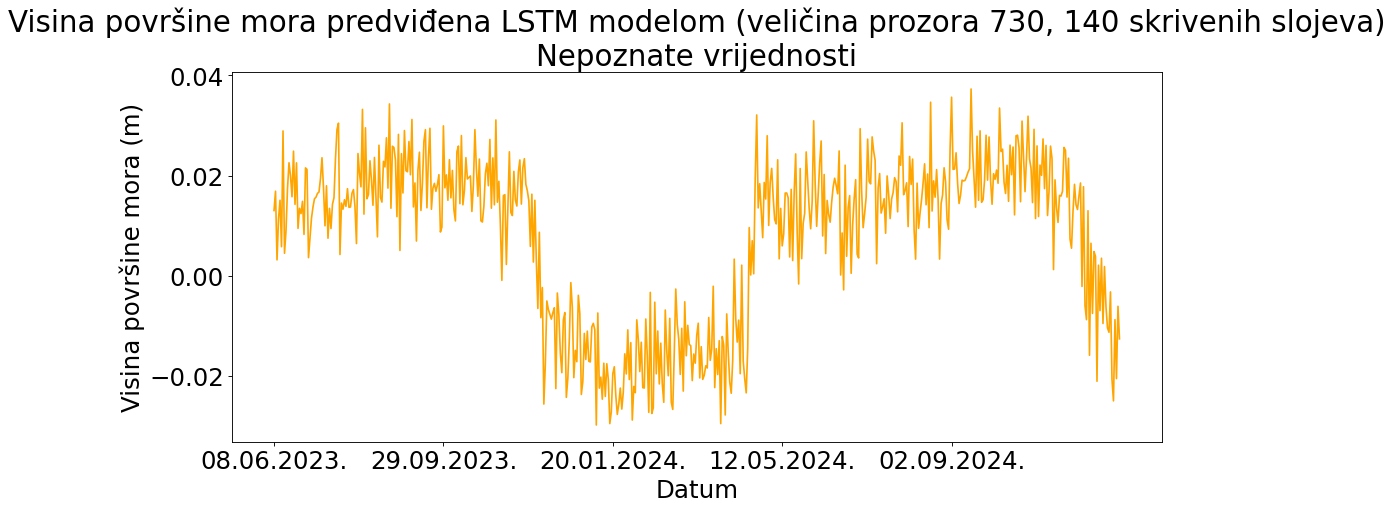 Visina površine mora predviđena LSTM modelom (veličina prozora 730, 140 skrivenih slojeva)
Nepoznate vrijednosti
Visina površine mora (m)
0.04
0.02
0.00
−0.02
08.06.2023. 29.09.2023. 20.01.2024. 12.05.2024. 02.09.2024.
Datum